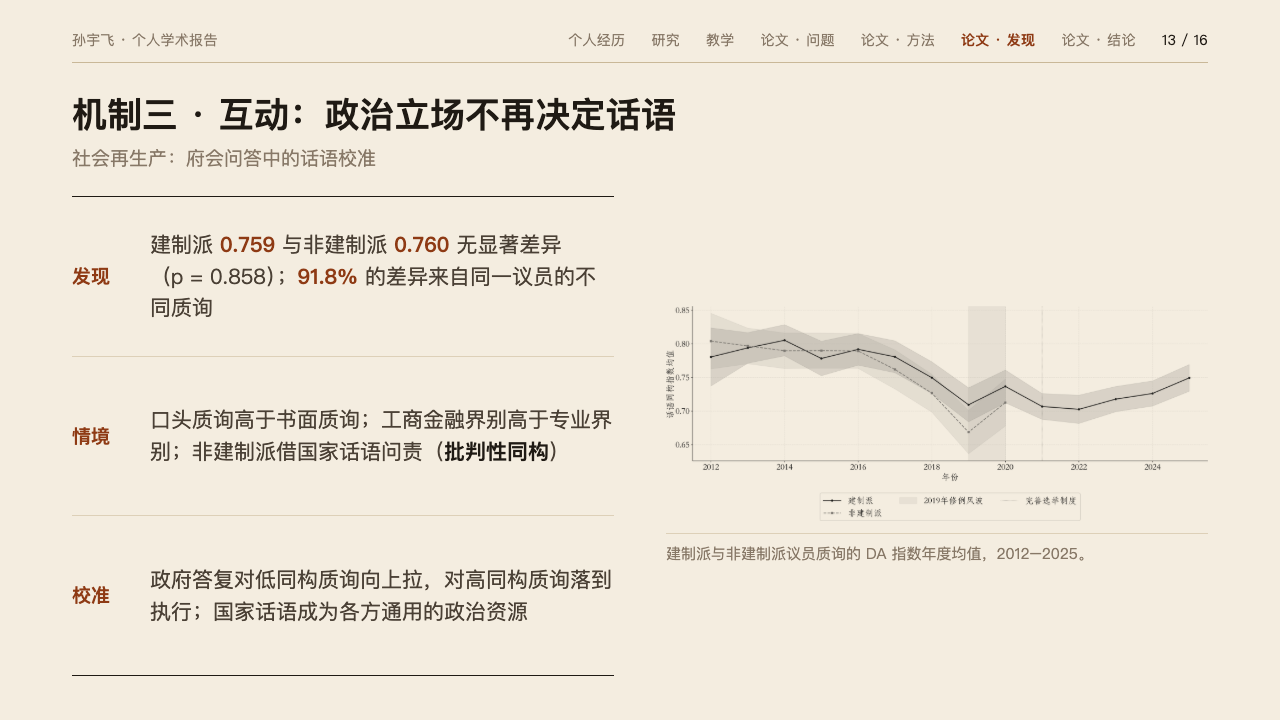 孙宇飞 · 个人学术报告
个人经历 研究 教学 论文 · 问题 论文 · 方法 论文 · 发现 论文 · 结论 13 / 16
机制三 · 互动：政治立场不再决定话语
社会再生产：府会问答中的话语校准
发现
建制派 0.759 与非建制派 0.760 无显著差异
（p = 0.858）；91.8% 的差异来自同一议员的不
同质询
情境
口头质询高于书面质询；工商金融界别高于专业界
别；非建制派借国家话语问责（批判性同构）
校准
政府答复对低同构质询向上拉，对高同构质询落到
执行；国家话语成为各方通用的政治资源
话语同构指数均值
0.85
0.80
0.75
0.70
0.65
2012 2014 2016 2018 2020 2022 2024
年份
建制派 2019年修例风波 完善选举制度
非建制派
建制派与非建制派议员质询的 DA 指数年度均值，2012—2025。